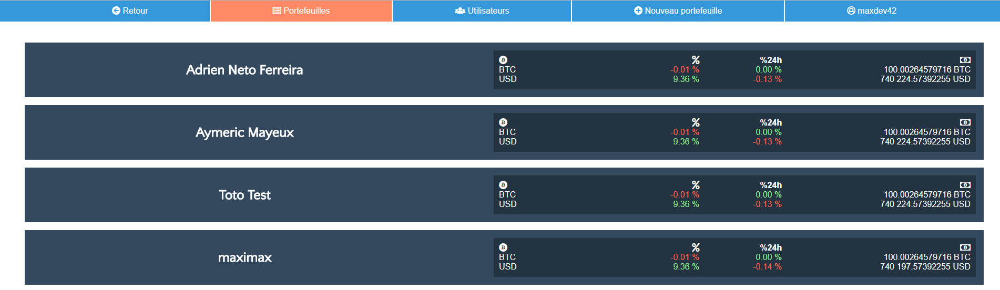 Retour Portefeuilles Utilisateurs Nouveau portefeuille maxdev42
Adrien Neto Ferreira
% %24h
BTC -0.01 % 0.00 % 100.00264579716 BTC
USD 9.36 % -0.13 % 740 224.57392255 USD
Aymeric Mayeux
% %24h
BTC -0.01 % 0.00 % 100.00264579716 BTC
USD 9.36 % -0.13 % 740 224.57392255 USD
Toto Test
% %24h
BTC -0.01 % 0.00 % 100.00264579716 BTC
USD 9.36 % -0.13 % 740 224.57392255 USD
maximax
% %24h
BTC -0.01 % 0.00 % 100.00264579716 BTC
USD 9.36 % -0.14 % 740 197.57392255 USD